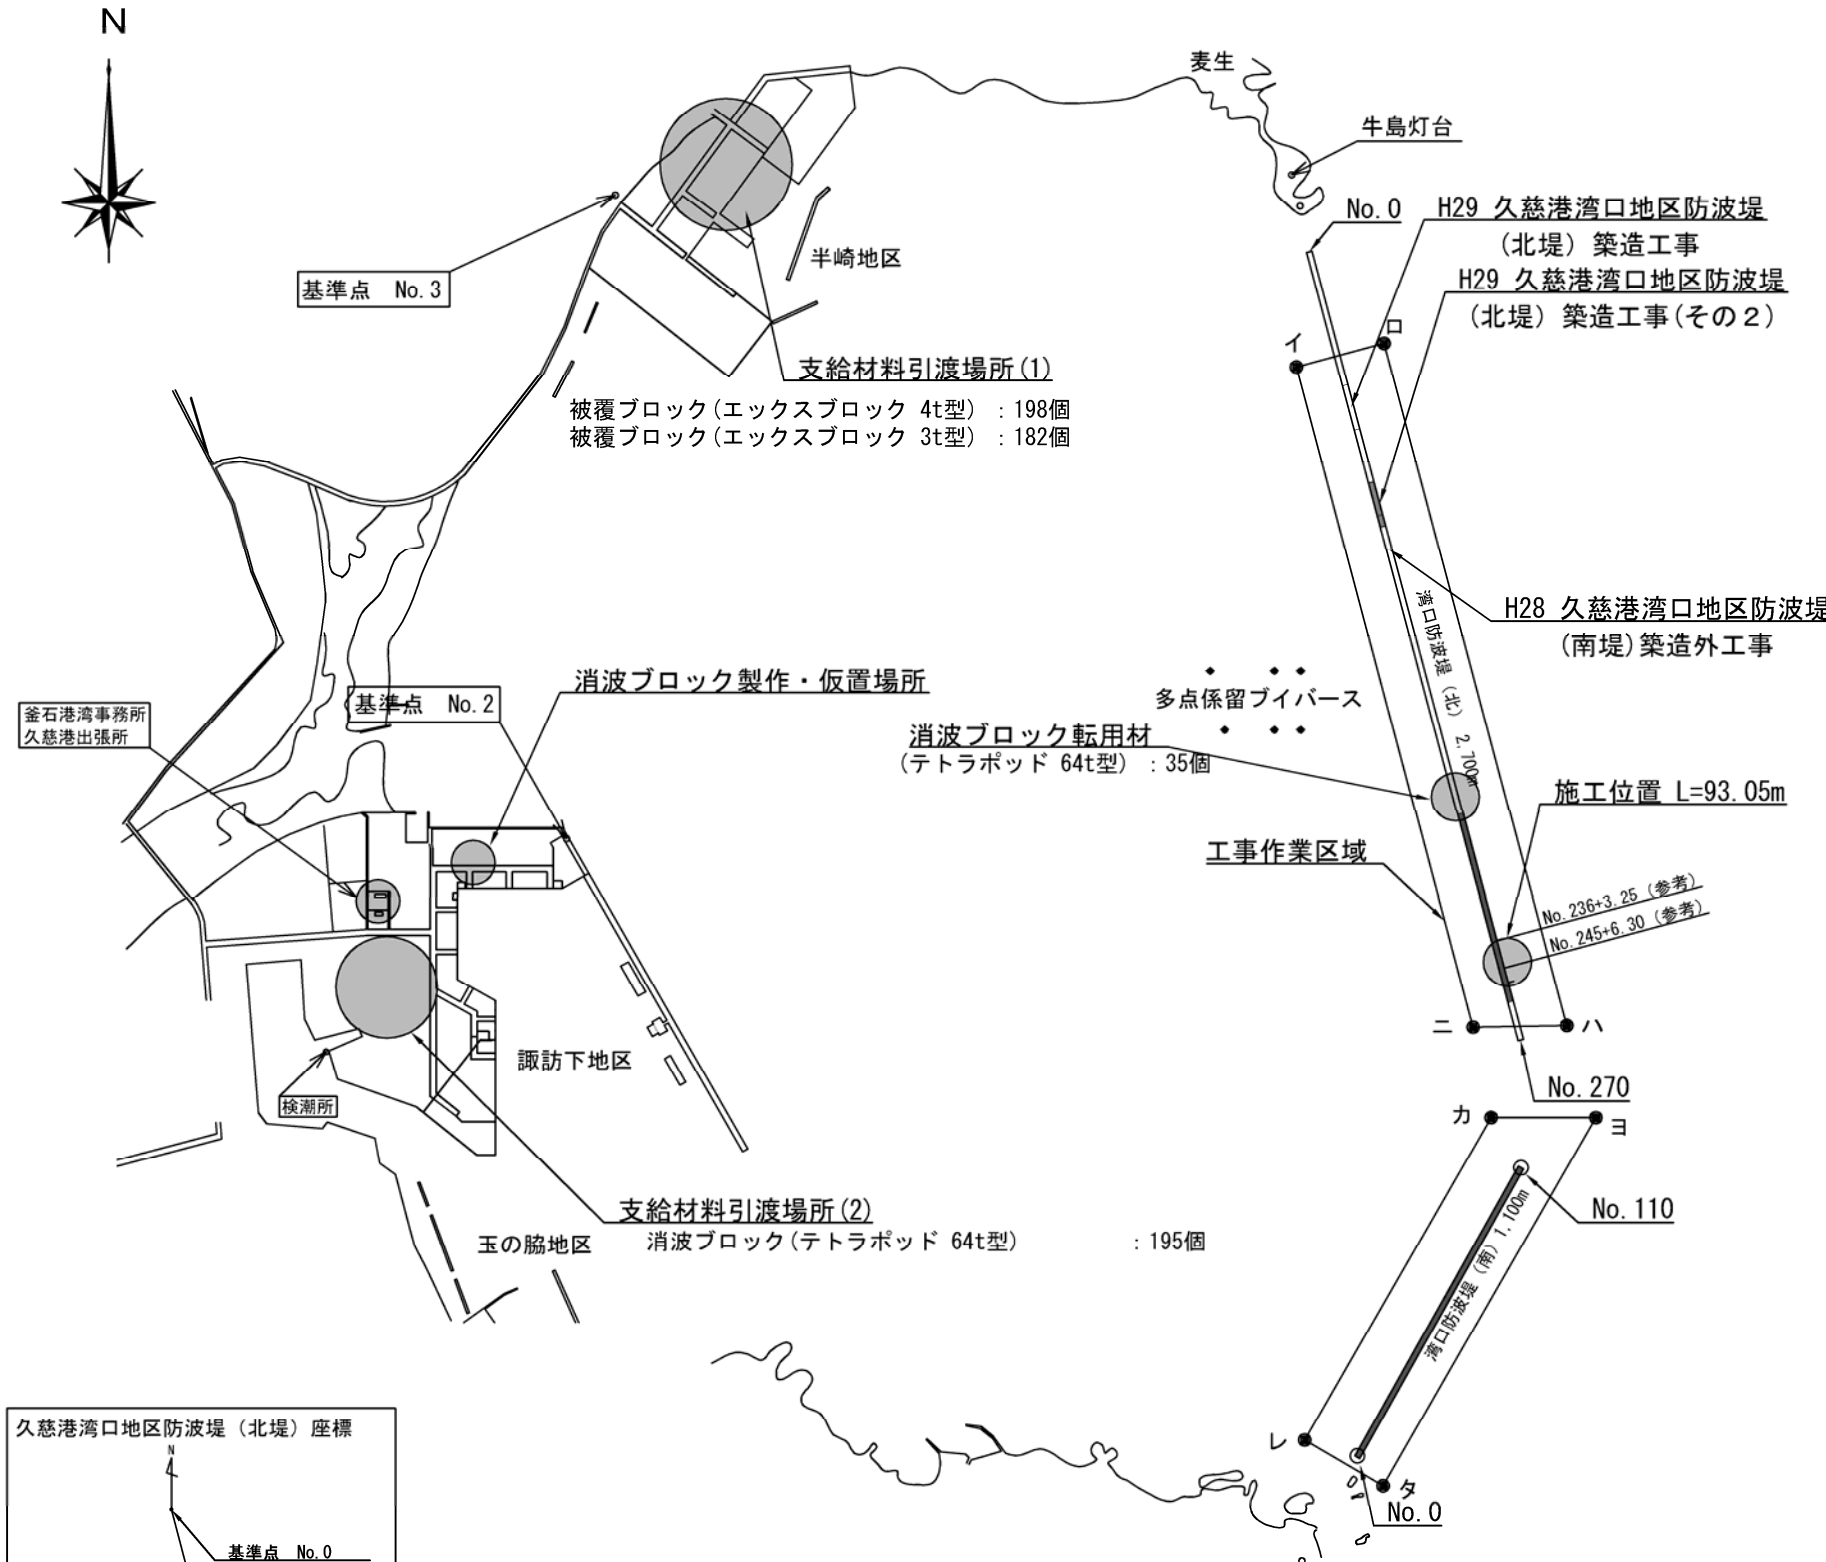 N
麦生
牛島灯台
No.0
H29 久慈港湾口地区防波堤
(北堤) 築造工事
H29 久慈港湾口地区防波堤
(北堤) 築造工事(その２)
基準点 No.3
半崎地区
イ
ロ
支給材料引渡場所(1)
被覆ブロック(エックスブロック 4t型) : 198個
被覆ブロック(エックスブロック 3t型) : 182個
H28 久慈港湾口地区防波堤
(南堤)築造外工事
湾口防波堤 (北) 2,700m
消波ブロック製作・仮置場所
基準点 No.2
多点係留ブイバース
釜石港湾事務所
久慈港出張所
消波ブロック転用材
(テトラポッド 64t型) : 35個
施工位置 L=93.05m
工事作業区域
No.236+3.25 (参考)
No.245+6.30 (参考)
ニ
ハ
諏訪下地区
No.270
検潮所
カ
ヨ
支給材料引渡場所(2)
消波ブロック(テトラポッド 64t型) : 195個
No.110
玉の脇地区
湾口防波堤 (南) 1,100m
レ
タ
No.0
久慈港湾口地区防波堤 (北堤) 座標
N
基準点 No.0